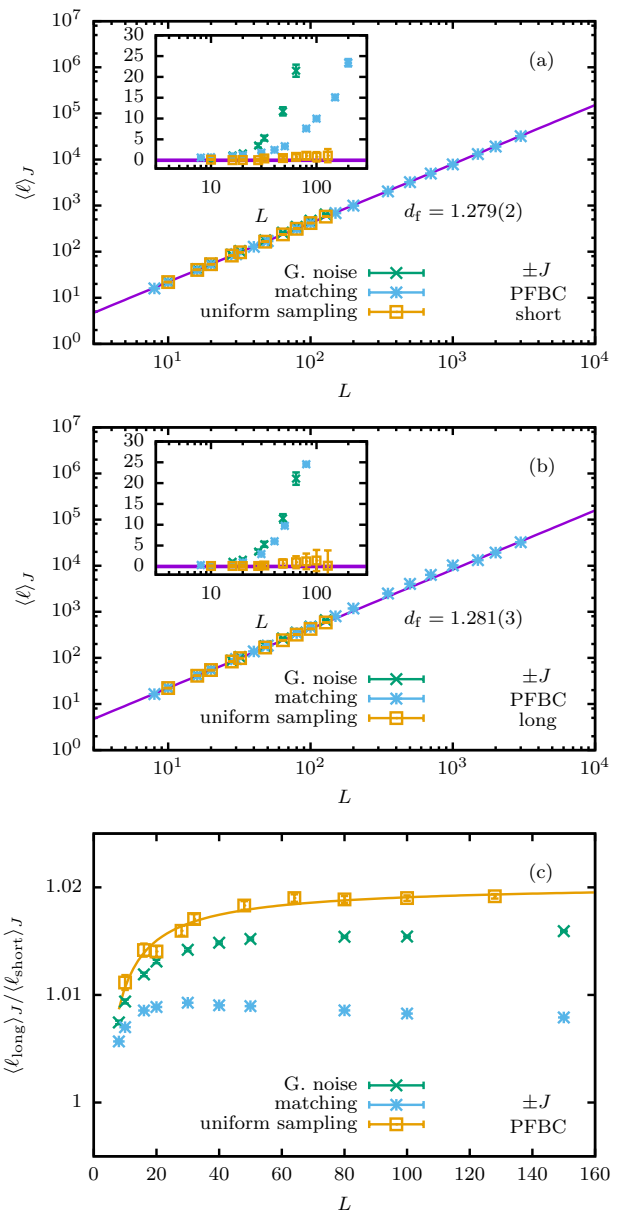 10^7
10^6
10^5
10^4
10^3
10^2
10^1
10^0
⟨ℓ⟩_J
30
25
20
15
10
5
0
10 100
L
(a)
d_f = 1.279(2)
G. noise
matching
uniform sampling
±J
PFBC
short
10^1 10^2 10^3 10^4
L
10^7
10^6
10^5
10^4
10^3
10^2
10^1
10^0
⟨ℓ⟩_J
30
25
20
15
10
5
0
10 100
L
(b)
d_f = 1.281(3)
G. noise
matching
uniform sampling
±J
PFBC
long
10^1 10^2 10^3 10^4
L
1.02
1.01
1
⟨ℓ_long⟩_J/⟨ℓ_short⟩_J
(c)
G. noise
matching
uniform sampling
±J
PFBC
0 20 40 60 80 100 120 140 160
L